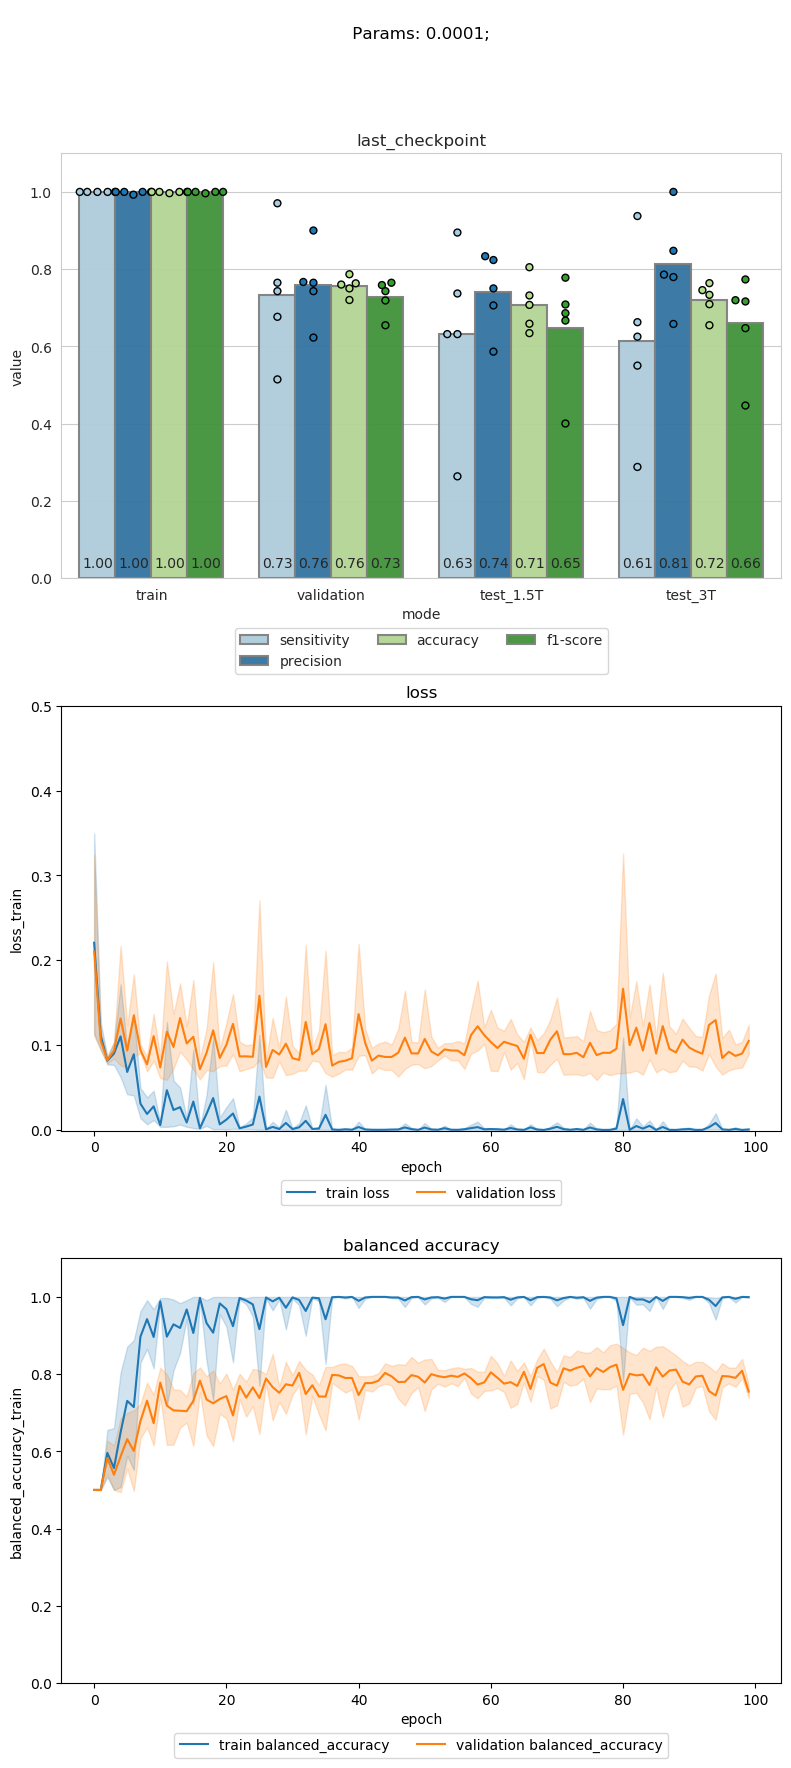 Params: 0.0001;
last_checkpoint
value
1.0
0.8
0.6
0.4
0.2
0.0
1.00 1.00 1.00 1.00 0.73 0.76 0.76 0.73 0.63 0.74 0.71 0.65 0.61 0.81 0.72 0.66
train validation test_1.5T test_3T
mode
sensitivity accuracy f1-score
precision
loss
loss_train
0.5
0.4
0.3
0.2
0.1
0.0
0 20 40 60 80 100
epoch
train loss validation loss
balanced accuracy
balanced_accuracy_train
1.0
0.8
0.6
0.4
0.2
0.0
0 20 40 60 80 100
epoch
train balanced_accuracy validation balanced_accuracy